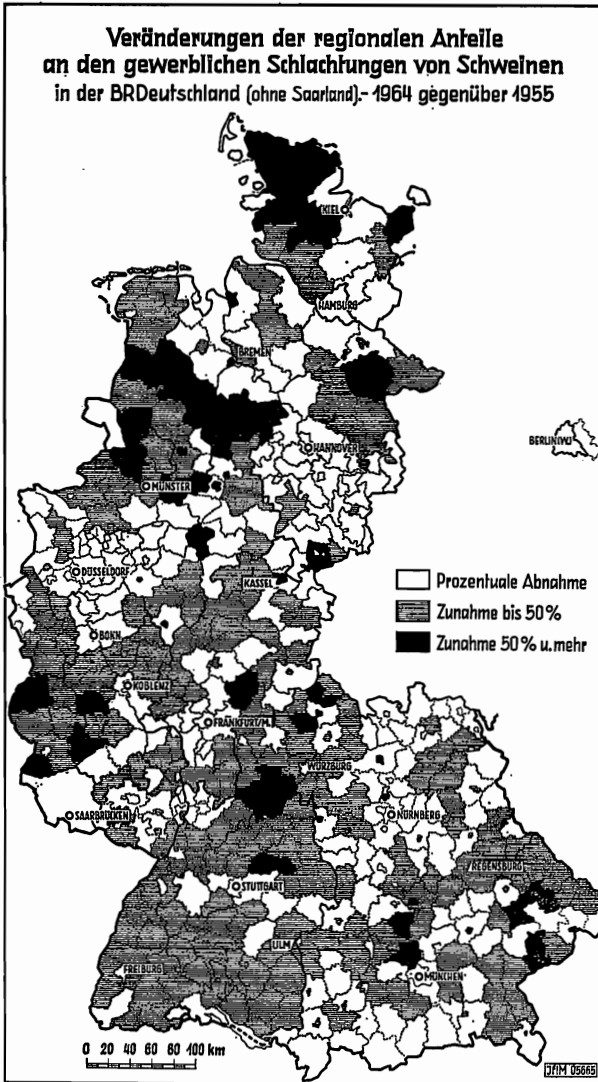 Veränderungen der regionalen Anteile
an den gewerblichen Schlachtungen von Schweinen
in der BRDeutschland (ohne Saarland).- 1964 gegenüber 1955
KIEL
HAMBURG
BREMEN
HANNOVER
BERLIN(W)
MÜNSTER
DÜSSELDORF
KASSEL
Prozentuale Abnahme
Zunahme bis 50%
Zunahme 50% u. mehr
BONN
KOBLENZ
FRANKFURT/M.
WÜRZBURG
SAARBRÜCKEN
NÜRNBERG
REGENSBURG
STUTTGART
ULM
FREIBURG
MÜNCHEN
0 20 40 60 80 100 km
JfIM 05665